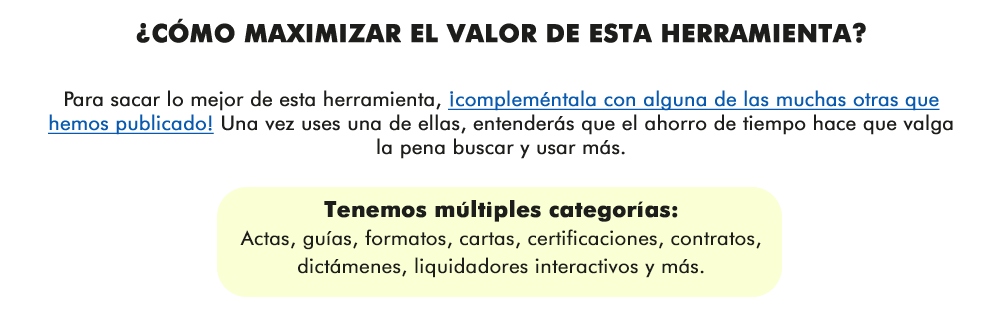 ¿CÓMO MAXIMIZAR EL VALOR DE ESTA HERRAMIENTA?
Para sacar lo mejor de esta herramienta, ¡compleméntala con alguna de las muchas otras que
hemos publicado! Una vez uses una de ellas, entenderás que el ahorro de tiempo hace que valga
la pena buscar y usar más.
Tenemos múltiples categorías:
Actas, guías, formatos, cartas, certificaciones, contratos,
dictámenes, liquidadores interactivos y más.